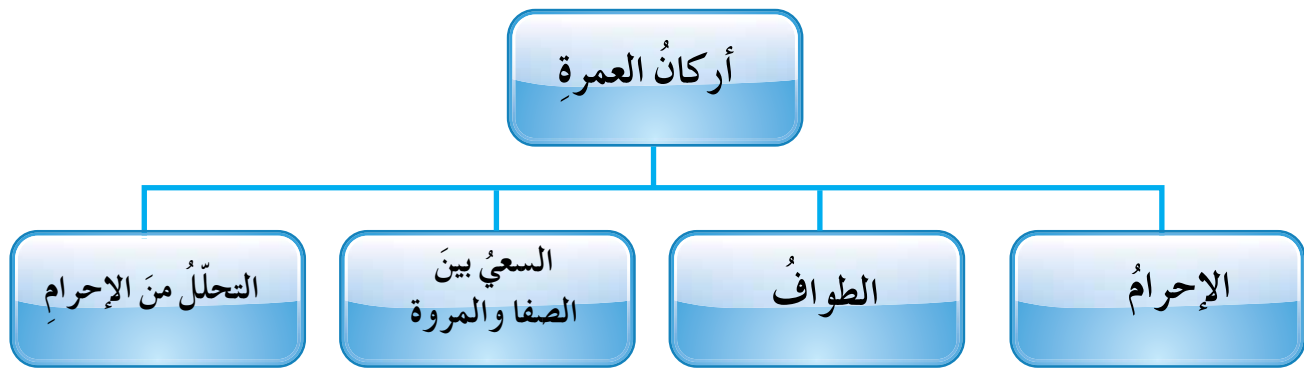 أركانُ العمرةِ
الإحرامُ
الطوافُ
السعيُ بينَ
الصفا والمروة
التحلّلُ منَ الإحرامِ